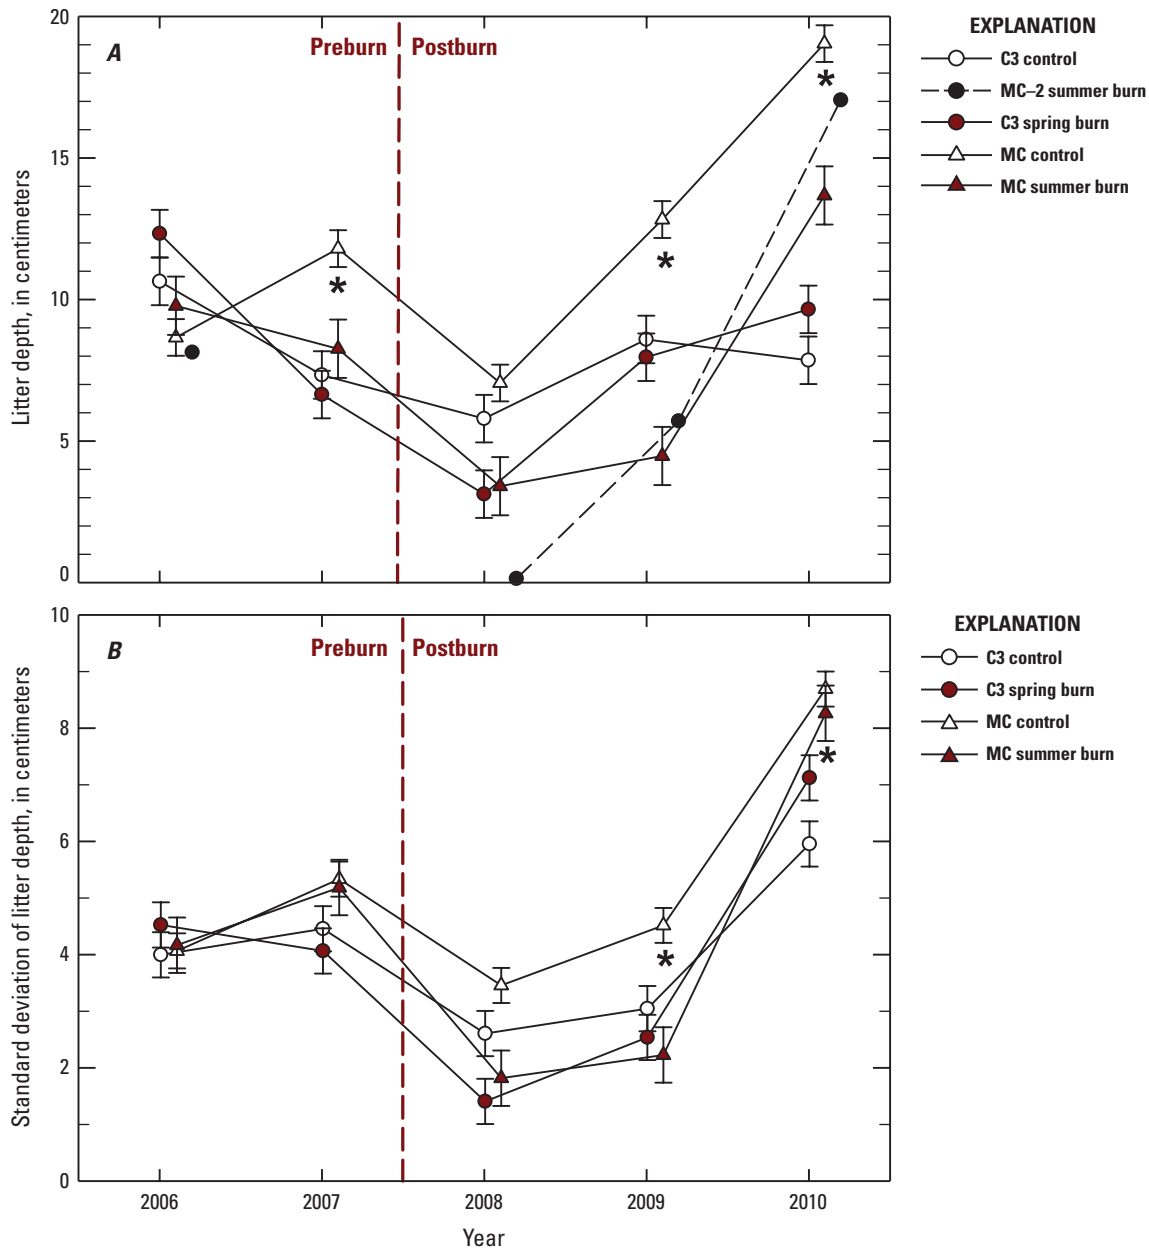 A
Preburn
Postburn
20
15
10
5
0
Litter depth, in centimeters
*
*
*
EXPLANATION
C3 control
MC–2 summer burn
C3 spring burn
MC control
MC summer burn
B
Preburn
Postburn
10
8
6
4
2
0
Standard deviation of litter depth, in centimeters
*
*
EXPLANATION
C3 control
C3 spring burn
MC control
MC summer burn
2006
2007
2008
2009
2010
Year